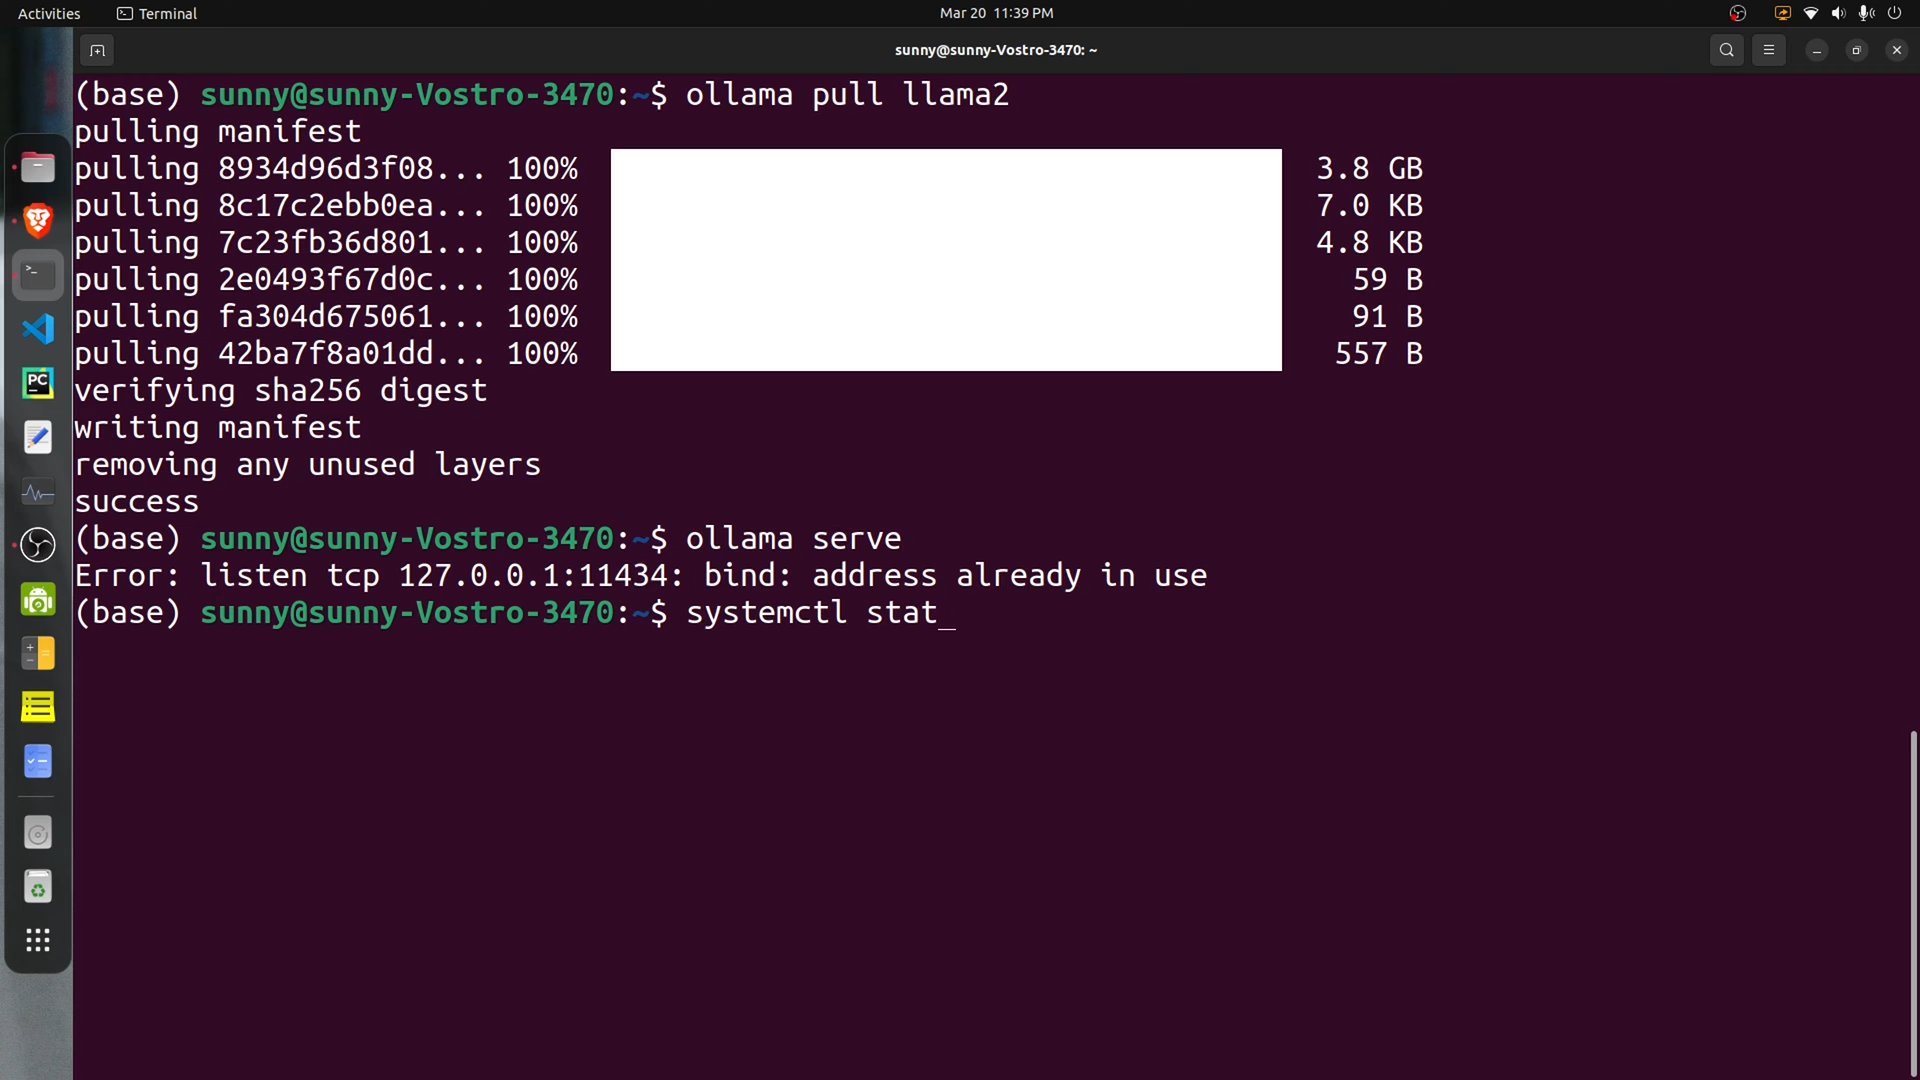 Activities Terminal Mar 20 11:39 PM
sunny@sunny-Vostro-3470: ~
(base) sunny@sunny-Vostro-3470:~$ ollama pull llama2
pulling manifest
pulling 8934d96d3f08... 100% 3.8 GB
pulling 8c17c2ebb0ea... 100% 7.0 KB
pulling 7c23fb36d801... 100% 4.8 KB
pulling 2e0493f67d0c... 100% 59 B
pulling fa304d675061... 100% 91 B
pulling 42ba7f8a01dd... 100% 557 B
verifying sha256 digest
writing manifest
removing any unused layers
success
(base) sunny@sunny-Vostro-3470:~$ ollama serve
Error: listen tcp 127.0.0.1:11434: bind: address already in use
(base) sunny@sunny-Vostro-3470:~$ systemctl stat_
PC